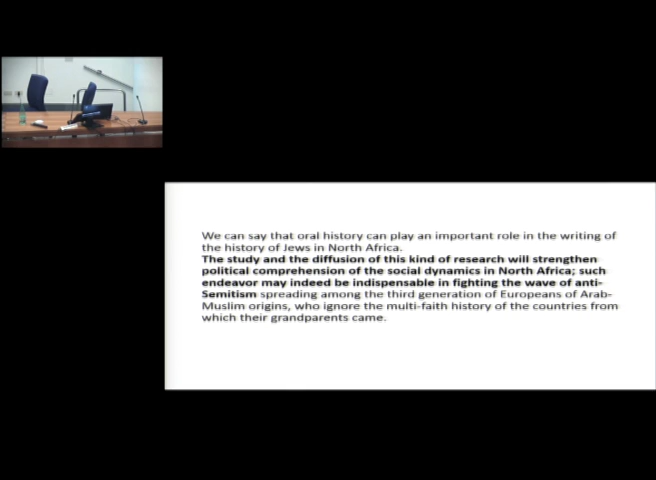 We can say that oral history can play an important role in the writing of
the history of Jews in North Africa.
The study and the diffusion of this kind of research will strengthen
political comprehension of the social dynamics in North Africa; such
endeavor may indeed be indispensable in fighting the wave of anti-
Semitism spreading among the third generation of Europeans of Arab-
Muslim origins, who ignore the multi-faith history of the countries from
which their grandparents came.